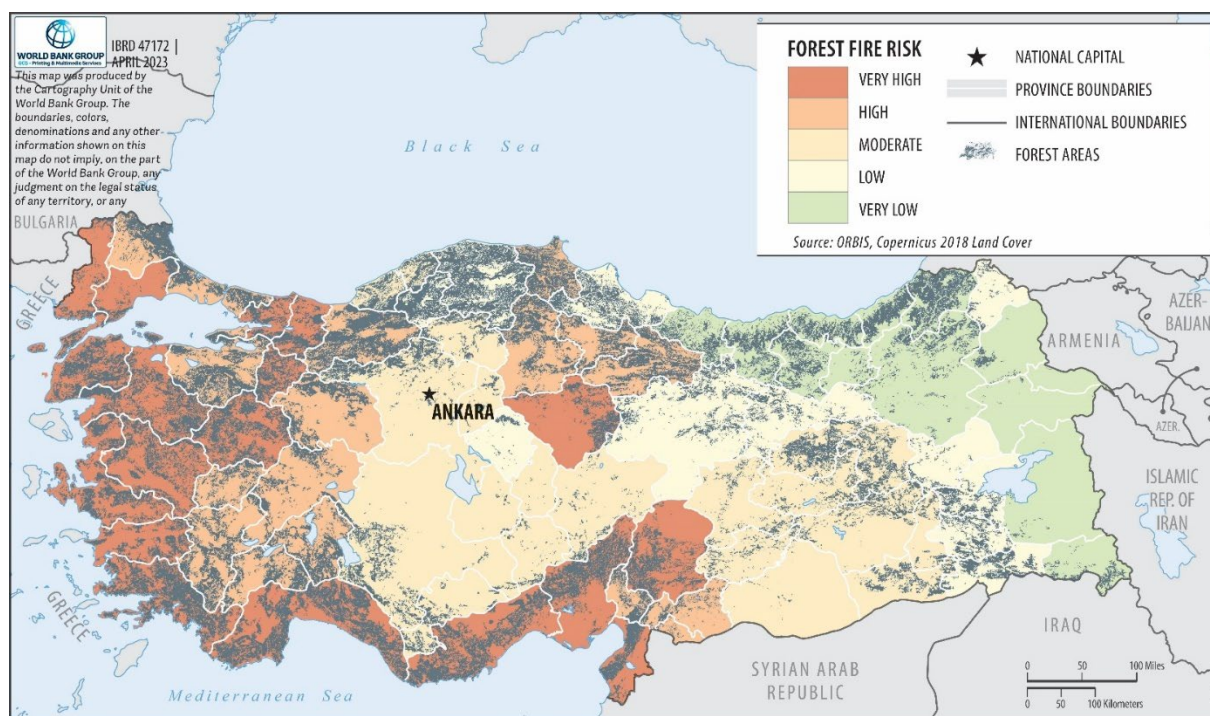 WORLD BANK GROUP
GCS - Printing & Multimedia Services
IBRD 47172 |
APRIL 2023
This map was produced by
the Cartography Unit of the
World Bank Group. The
boundaries, colors,
denominations and any other
information shown on this
map do not imply, on the part
of the World Bank Group, any
judgment on the legal status
of any territory, or any
FOREST FIRE RISK
VERY HIGH
HIGH
MODERATE
LOW
VERY LOW
NATIONAL CAPITAL
PROVINCE BOUNDARIES
INTERNATIONAL BOUNDARIES
FOREST AREAS
Source: ORBIS, Copernicus 2018 Land Cover
Black Sea
BULGARIA
GREECE
AZER-
BAIJAN
ARMENIA
AZER.
ANKARA
ISLAMIC
REP. OF
IRAN
GREECE
IRAQ
SYRIAN ARAB
REPUBLIC
Mediterranean Sea
0 50 100 Miles
0 50 100 Kilometers